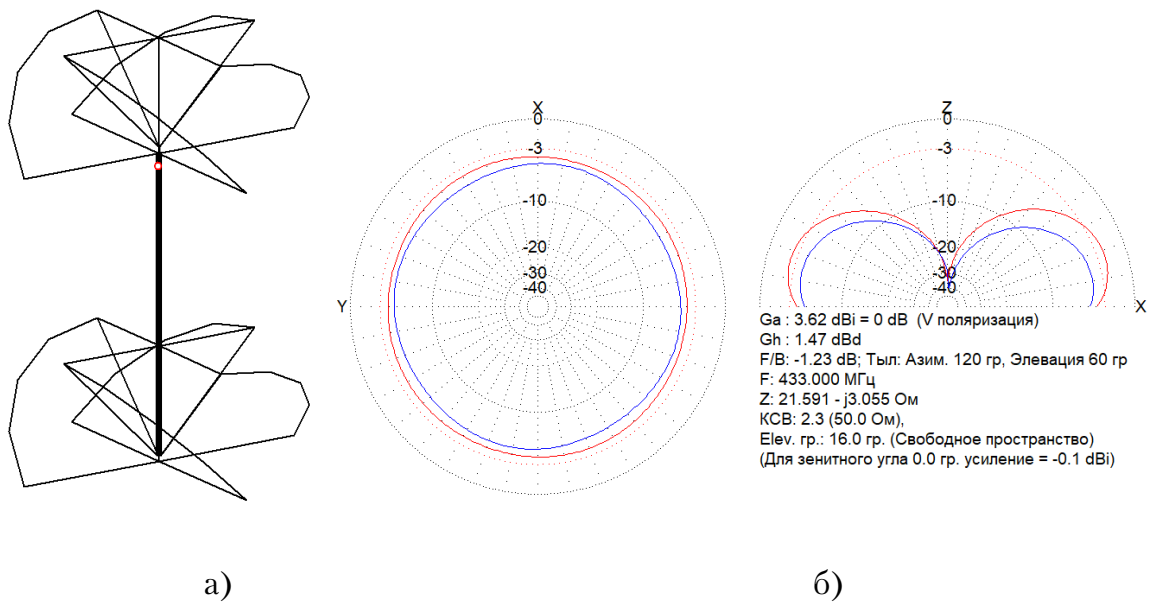 X
0
-3
-10
-20
-30
-40
Y
Z
0
-3
-10
-20
-30
-40
X
Ga : 3.62 dBi = 0 dB (V поляризация)
Gh : 1.47 dBd
F/B: -1.23 dB; Тыл: Азим. 120 гр, Элевация 60 гр
F: 433.000 МГц
Z: 21.591 - j3.055 Ом
КСВ: 2.3 (50.0 Ом),
Elev. гр.: 16.0 гр. (Свободное пространство)
(Для зенитного угла 0.0 гр. усиление = -0.1 dBi)
а)
б)